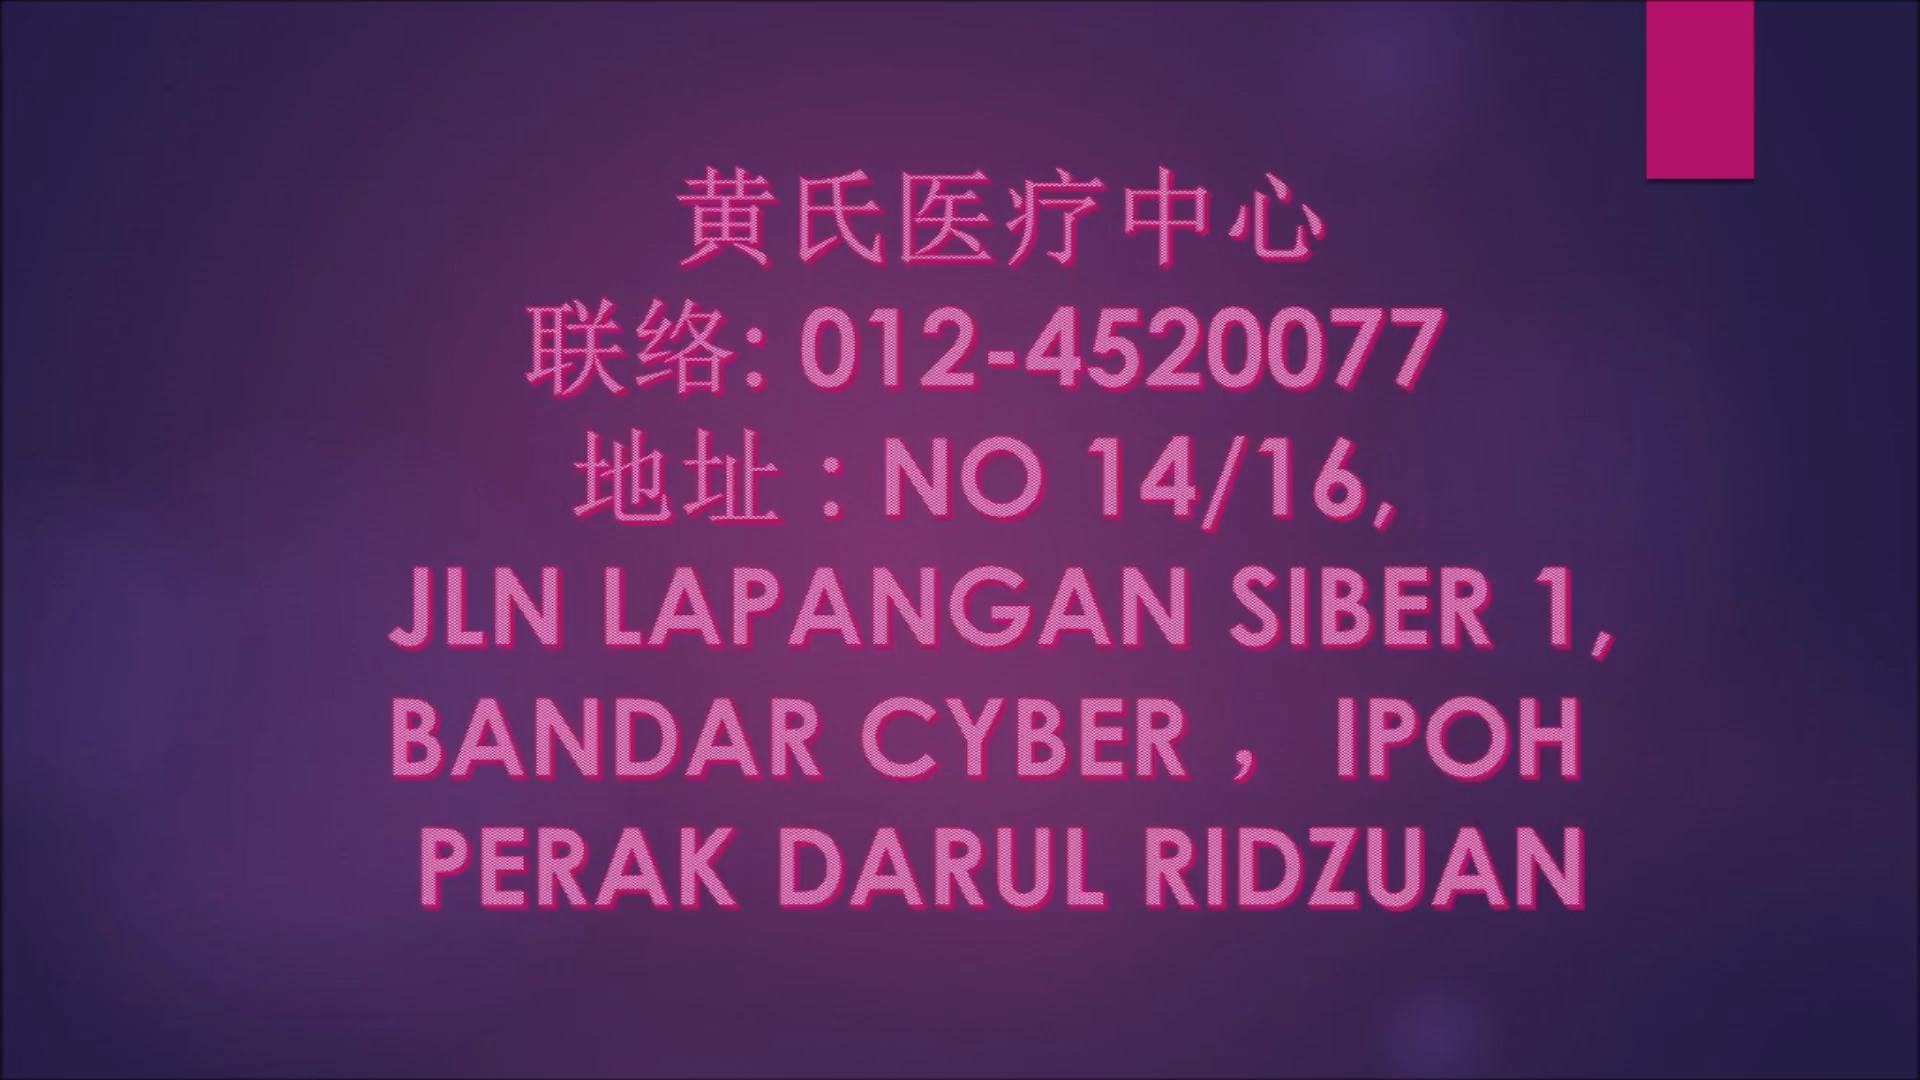 黄氏医疗中心
联络: 012-4520077
地址：NO 14/16,
JLN LAPANGAN SIBER 1,
BANDAR CYBER，IPOH
PERAK DARUL RIDZUAN